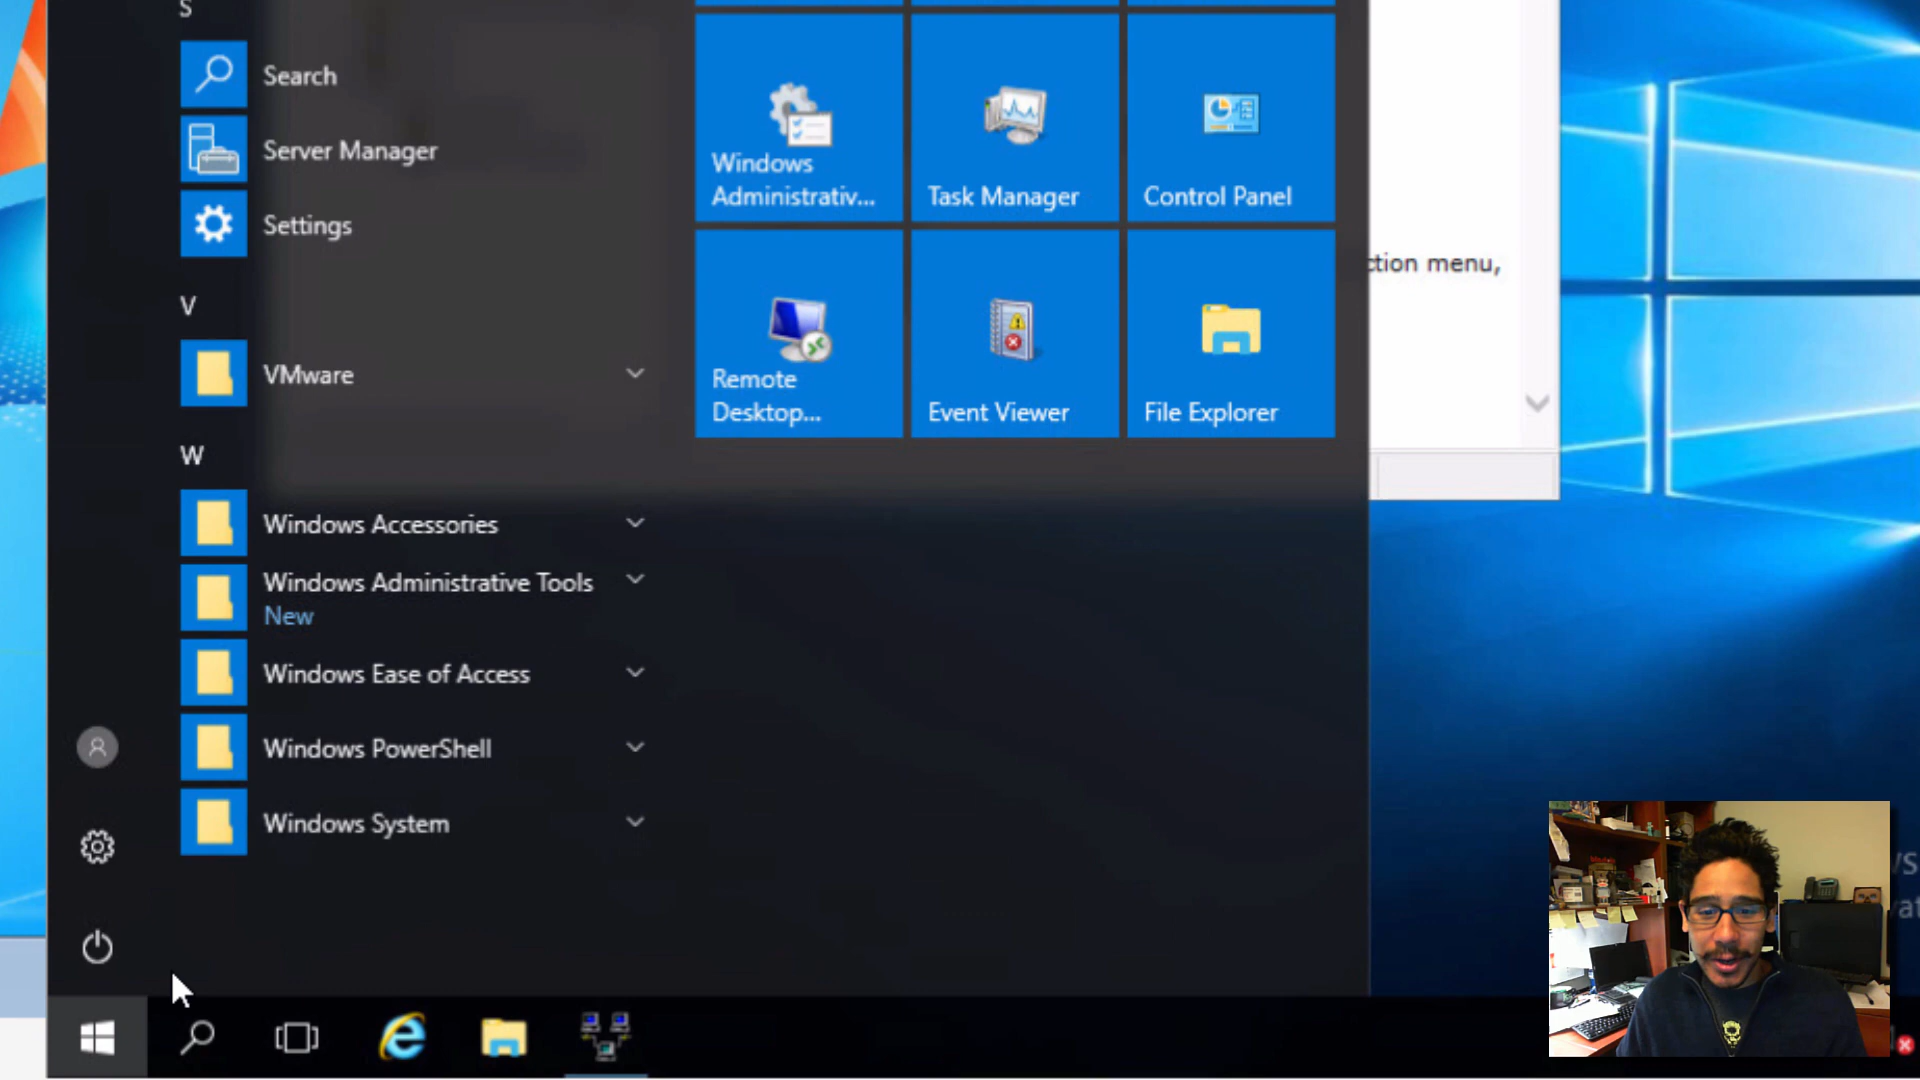 S
Search
Server Manager
Settings
V
VMware
W
Windows Accessories
Windows Administrative Tools
New
Windows Ease of Access
Windows PowerShell
Windows System
Windows
Administrativ...
Task Manager
Control Panel
Remote
Desktop...
Event Viewer
File Explorer
ction menu,